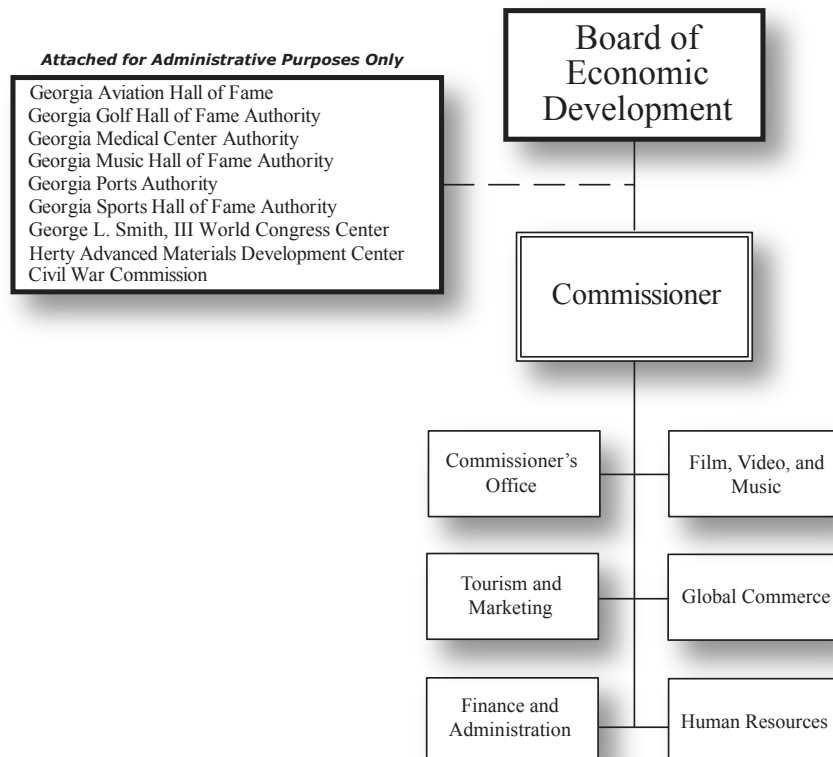 Attached for Administrative Purposes Only
Georgia Aviation Hall of Fame
Georgia Golf Hall of Fame Authority
Georgia Medical Center Authority
Georgia Music Hall of Fame Authority
Georgia Ports Authority
Georgia Sports Hall of Fame Authority
George L. Smith, III World Congress Center
Herty Advanced Materials Development Center
Civil War Commission
Board of
Economic
Development
Commissioner
Commissioner’s
Office
Film, Video, and
Music
Tourism and
Marketing
Global Commerce
Finance and
Administration
Human Resources